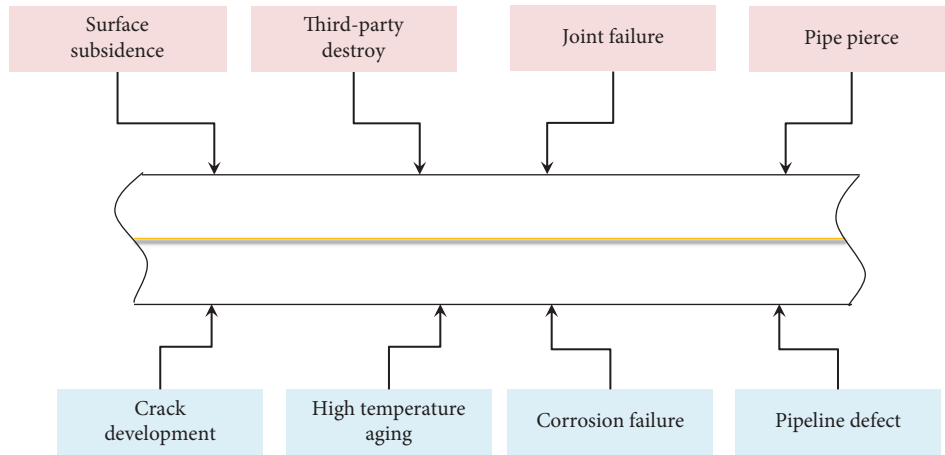 Surface
subsidence
Third-party
destroy
Joint failure
Pipe pierce
Crack
development
High temperature
aging
Corrosion failure
Pipeline defect